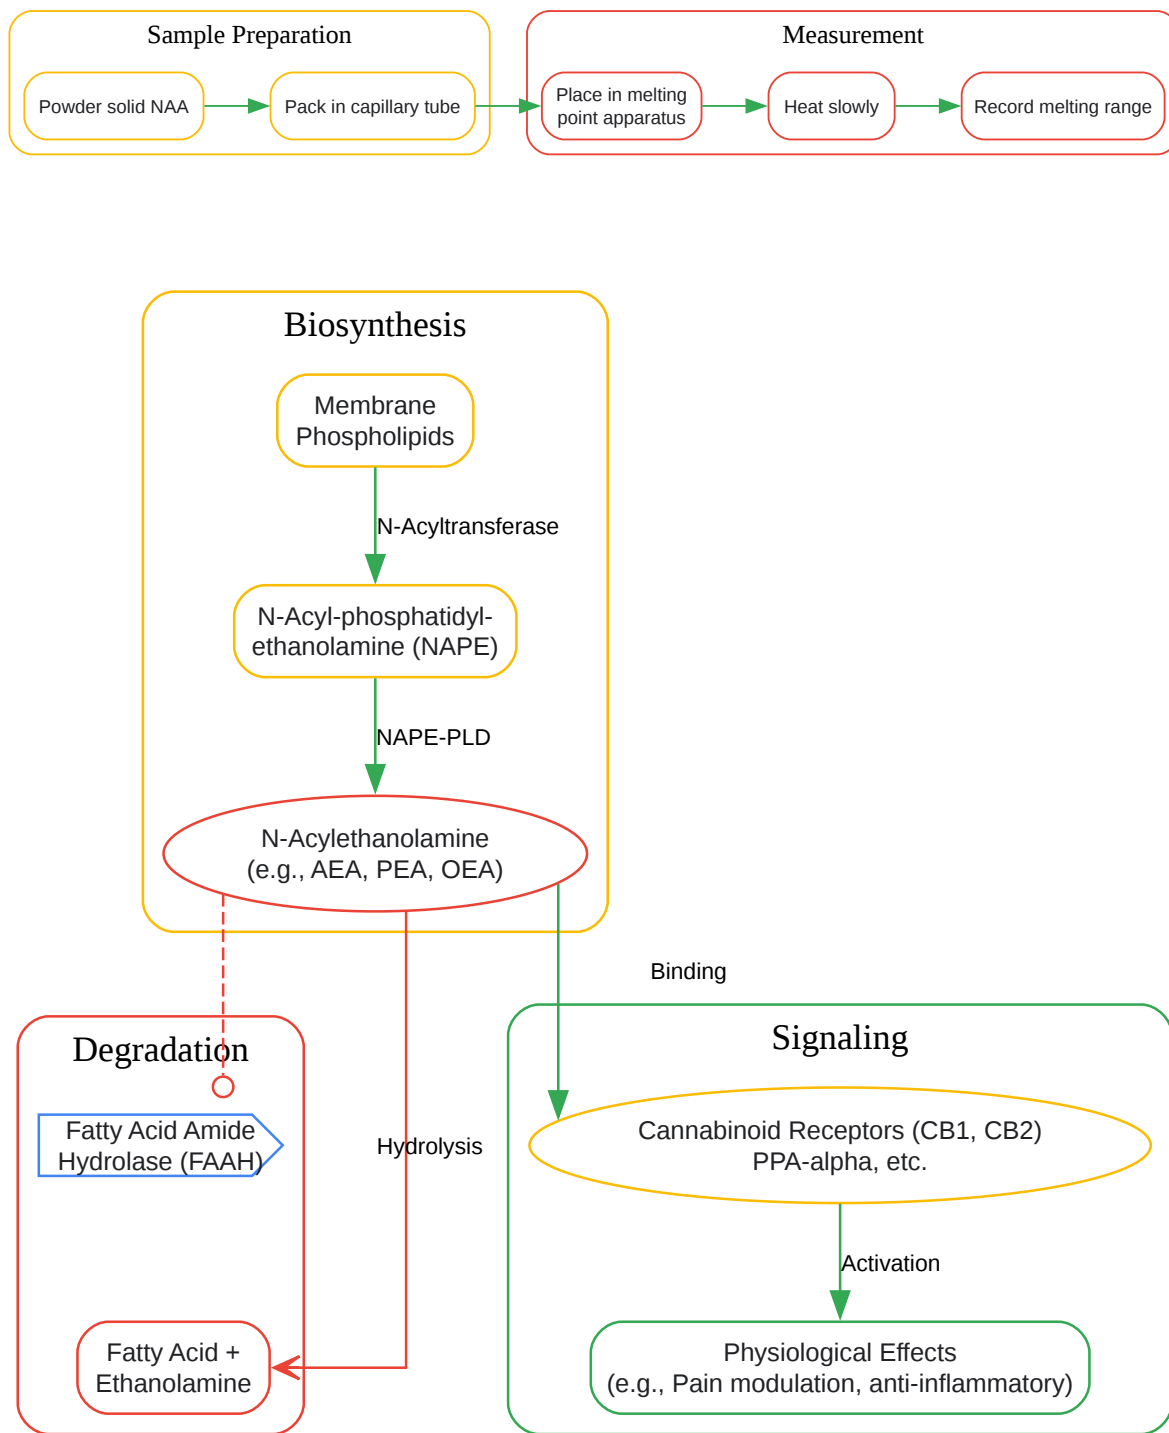 Sample Preparation
Measurement
Powder solid NAA
Pack in capillary tube
Place in melting
point apparatus
Heat slowly
Record melting range
Biosynthesis
Membrane
Phospholipids
N-Acyltransferase
N-Acyl-phosphatidyl-
ethanolamine (NAPE)
NAPE-PLD
N-Acylethanolamine
(e.g., AEA, PEA, OEA)
Binding
Degradation
Signaling
Fatty Acid Amide
Hydrolase (FAAH)
Hydrolysis
Cannabinoid Receptors (CB1, CB2)
PPA-alpha, etc.
Activation
Fatty Acid +
Ethanolamine
Physiological Effects
(e.g., Pain modulation, anti-inflammatory)